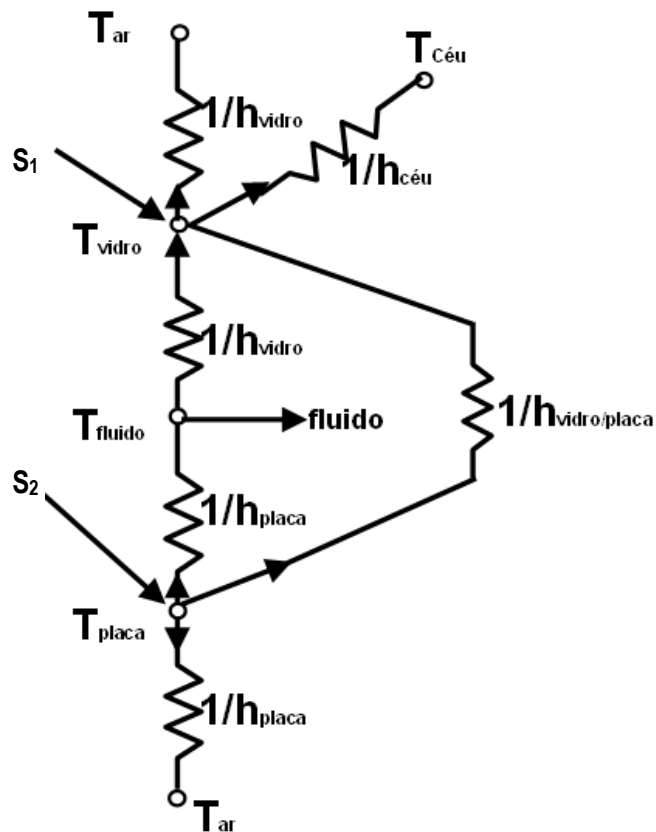 Tar
TCéu
1/hvidro
1/hcéu
S1
Tvidro
1/hvidro
Tfluido
fluido
1/hvidro/placa
S2
1/hplaca
Tplaca
1/hplaca
Tar